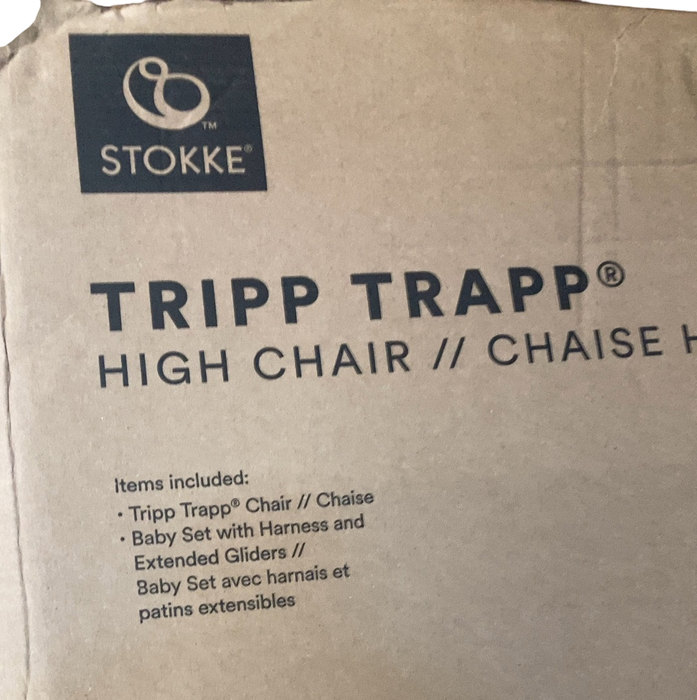 ™
STOKKE®
TRIPP TRAPP®
HIGH CHAIR // CHAISE H
Items included:
• Tripp Trapp® Chair // Chaise
• Baby Set with Harness and
Extended Gliders //
Baby Set avec harnais et
patins extensibles